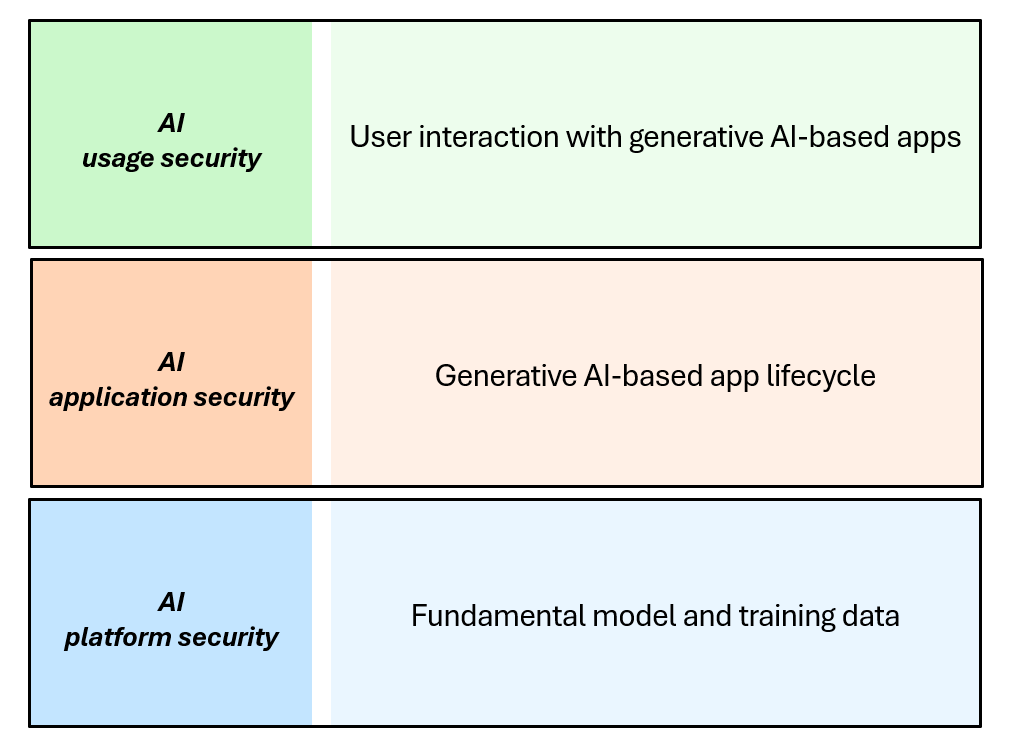 AI
usage security
User interaction with generative AI-based apps
AI
application security
Generative AI-based app lifecycle
AI
platform security
Fundamental model and training data